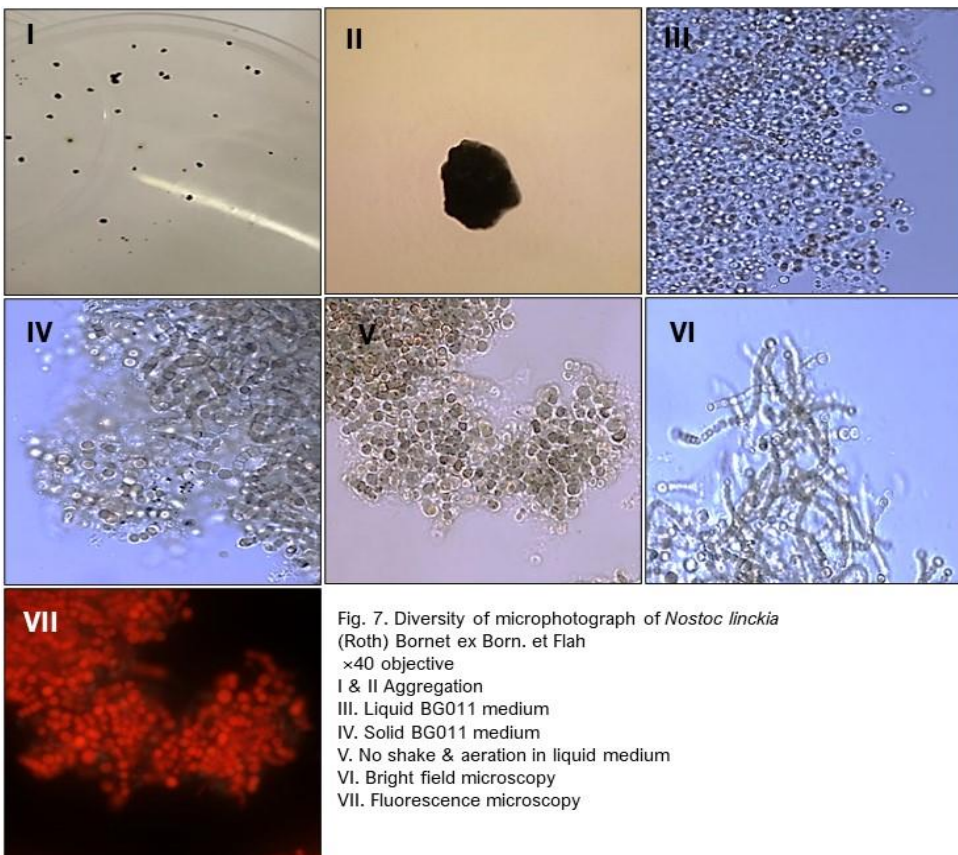 I
II
III
IV
V
VI
VII
Fig. 7. Diversity of microphotograph of Nostoc linckia
(Roth) Bornet ex Born. et Flah
×40 objective
I & II Aggregation
III. Liquid BG011 medium
IV. Solid BG011 medium
V. No shake & aeration in liquid medium
VI. Bright field microscopy
VII. Fluorescence microscopy